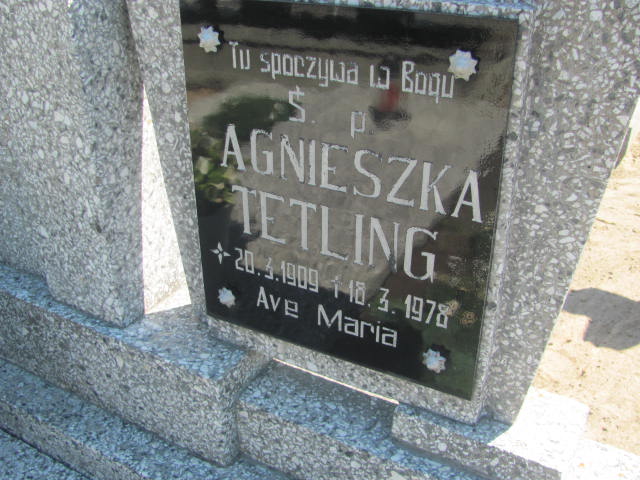 Tu spoczywa w Bogu
Ś. p.
AGNIESZKA
TETLING
20.3.1909 † 18.3.1978
Ave Maria